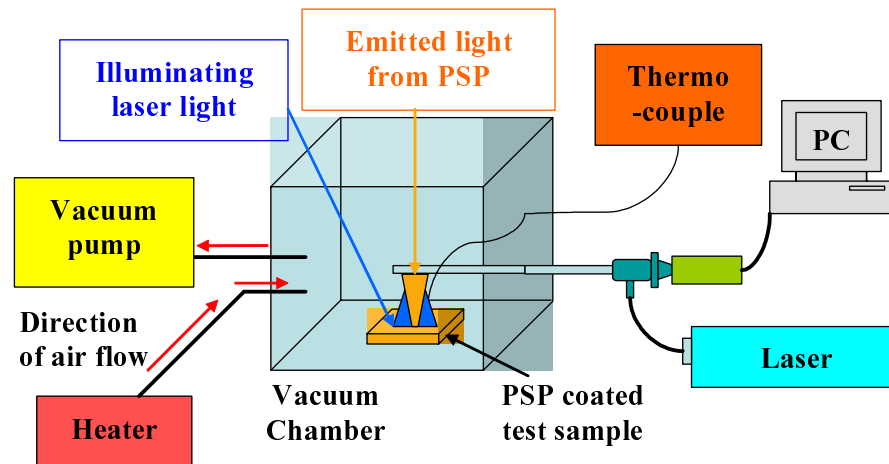 Illuminating
laser light
Emitted light
from PSP
Thermo
-couple
PC
Vacuum
pump
Direction
of air flow
Heater
Vacuum
Chamber
PSP coated
test sample
Laser